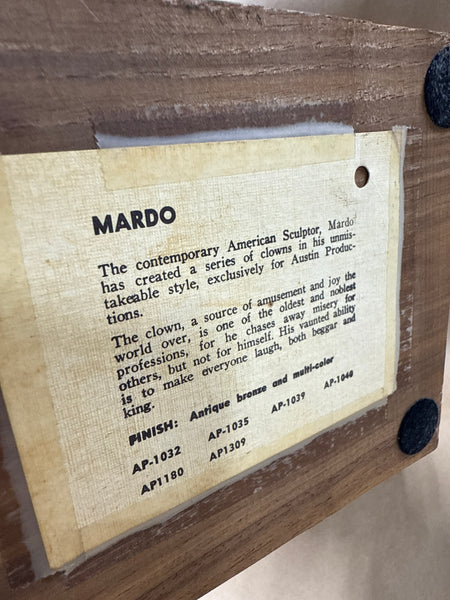 MARDO
The contemporary American Sculptor, Mardo
has created a series of clowns in his unmis-
takeable style, exclusively for Austin Produc-
tions.
The clown, a source of amusement and joy the
world over, is one of the oldest and noblest
professions, for he chases away misery for
others, but not for himself. His vaunted ability
is to make everyone laugh, both beggar and
king.
FINISH: Antique bronze and multi-color
AP-1032 AP-1035 AP-1039 AP-1040
AP1180 AP1309